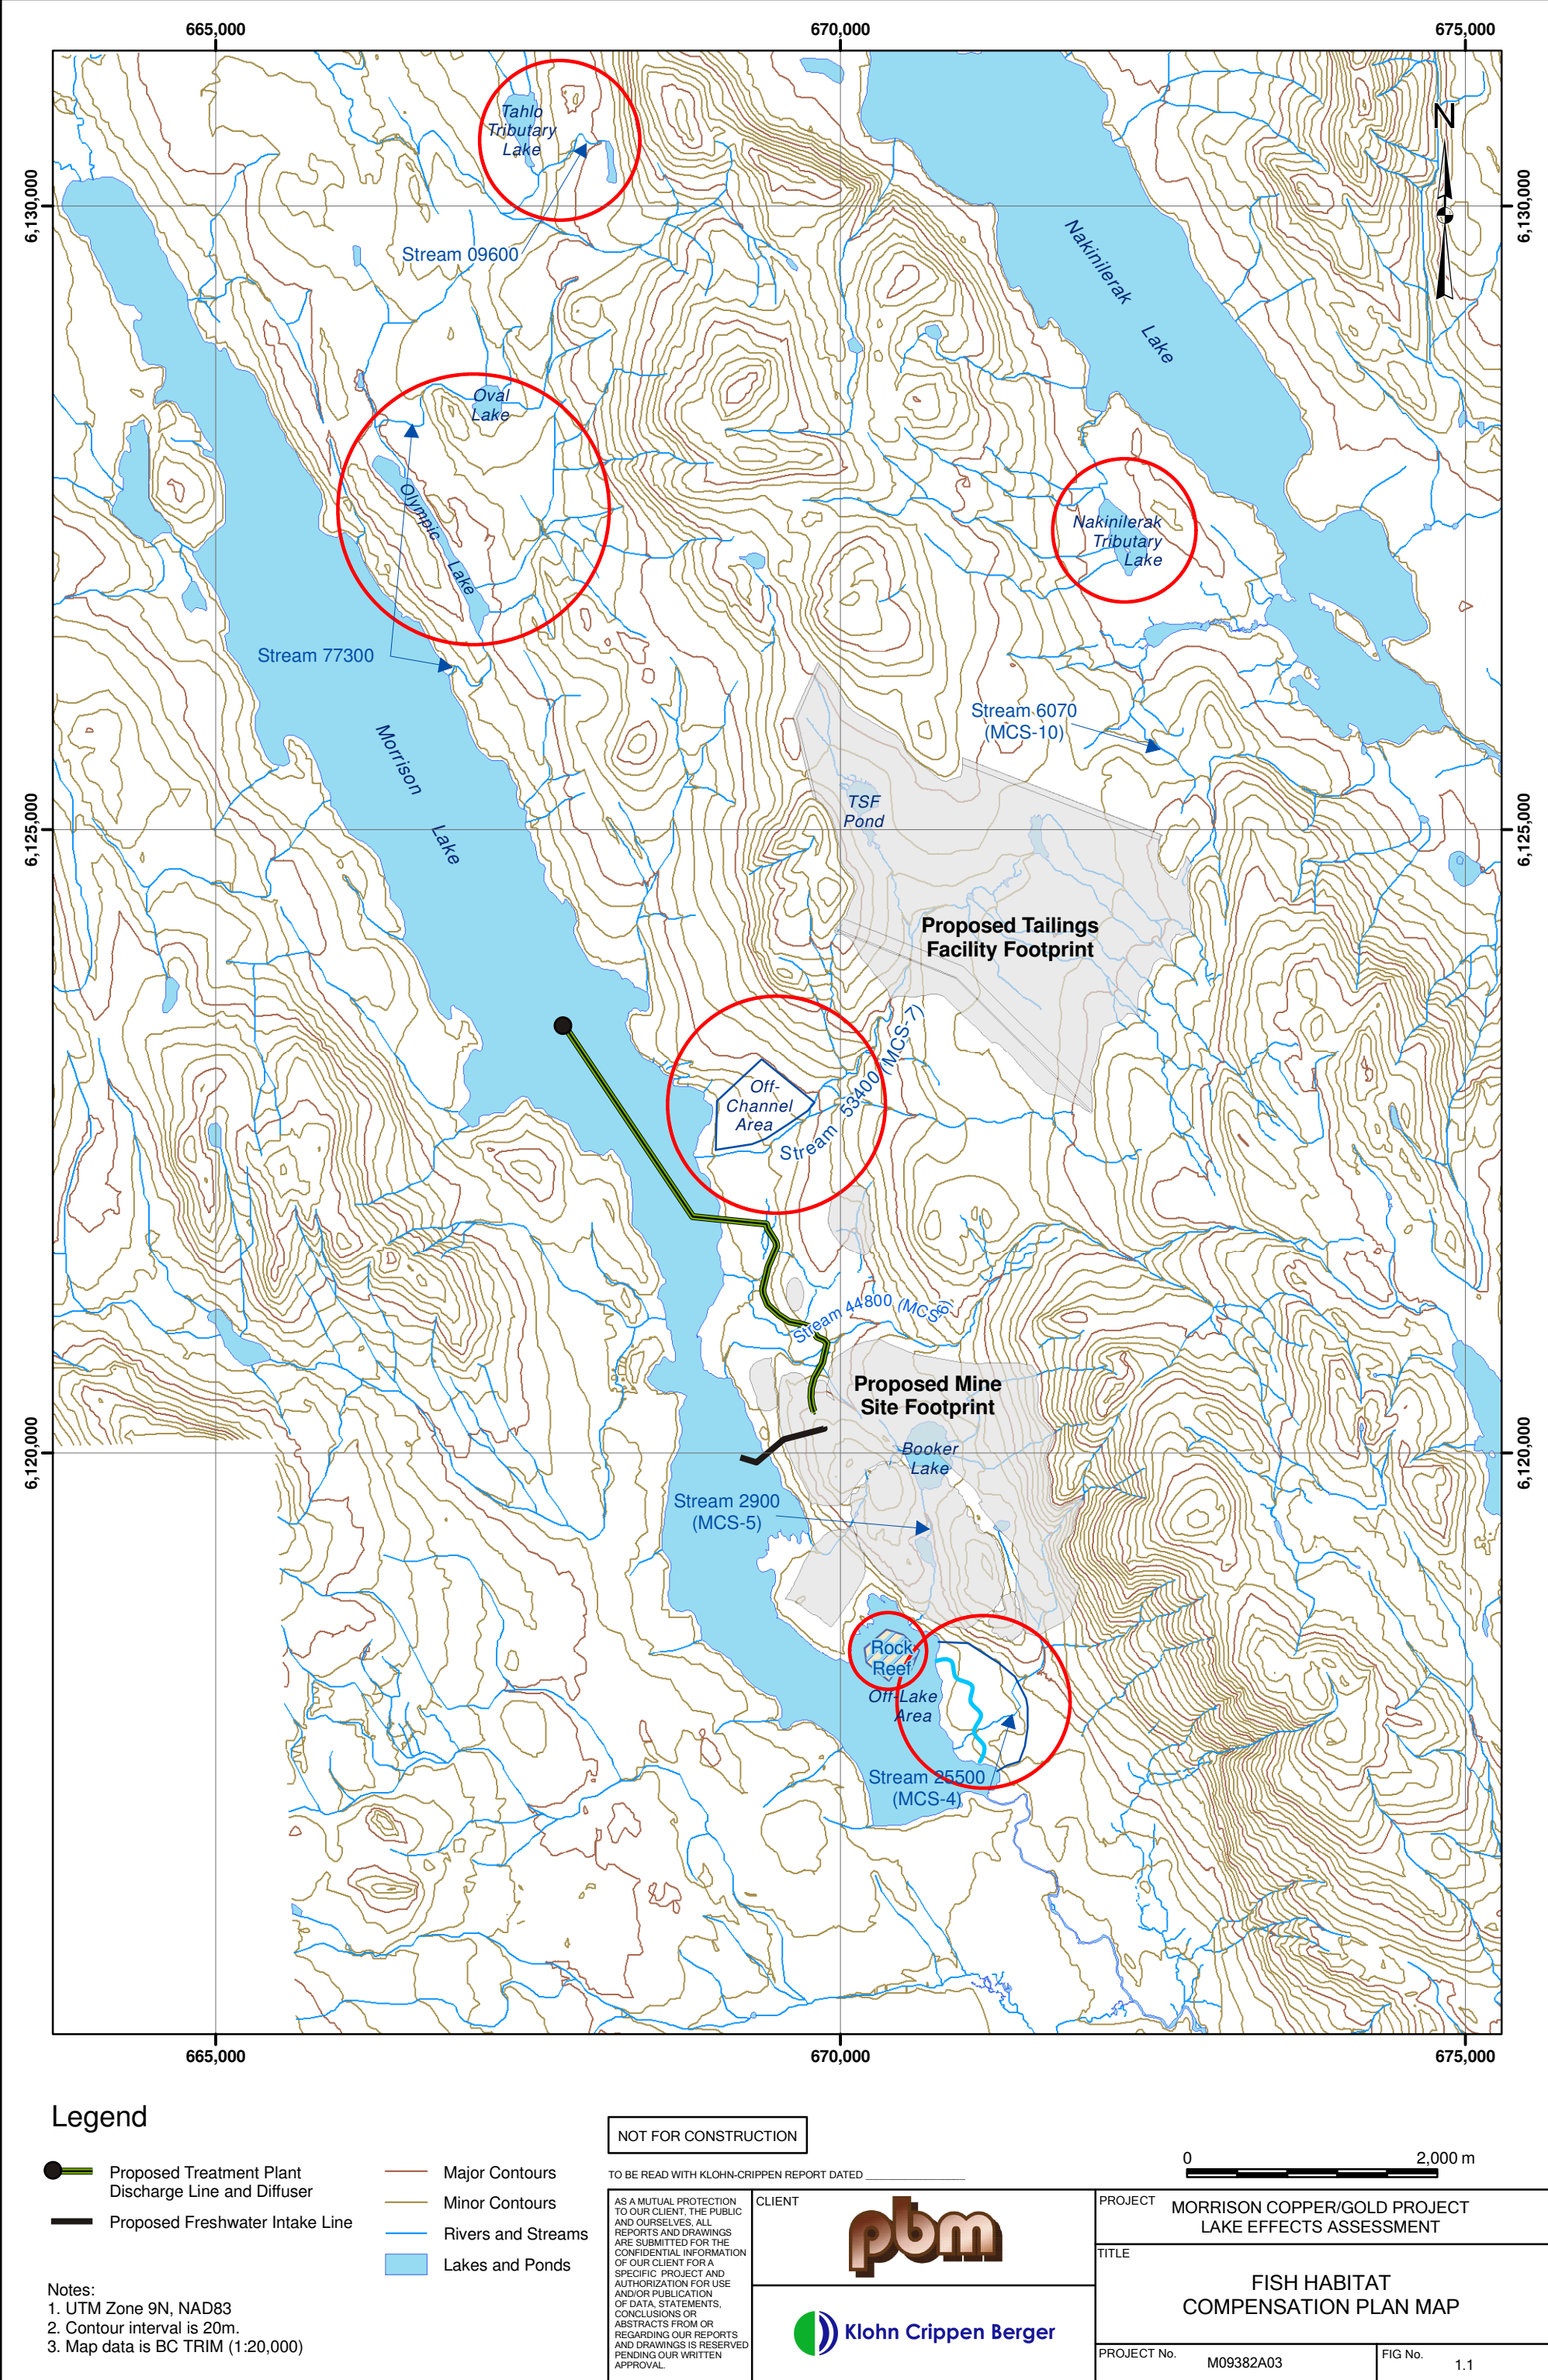 665,000
670,000
675,000
N
Tahlo
Tributary
Lake
6,130,000
6,130,000
Stream 09600
Nakinilerak Lake
Oval
Lake
Olympic Lake
Nakinilerak
Tributary
Lake
Stream 77300
Stream 6070
(MCS-10)
Morrison Lake
TSF
Pond
6,125,000
6,125,000
Proposed Tailings
Facility Footprint
Off-
Channel
Area
Stream 53400 (MCS-7)
Stream 44800 (MCS-6)
Proposed Mine
Site Footprint
Booker
Lake
6,120,000
6,120,000
Stream 2900
(MCS-5)
Rock
Reef
Off-Lake
Area
Stream 25500
(MCS-4)
665,000
670,000
675,000
Legend
Proposed Treatment Plant
Discharge Line and Diffuser
Proposed Freshwater Intake Line
Major Contours
Minor Contours
Rivers and Streams
Lakes and Ponds
Notes:
1. UTM Zone 9N, NAD83
2. Contour interval is 20m.
3. Map data is BC TRIM (1:20,000)
NOT FOR CONSTRUCTION
TO BE READ WITH KLOHN-CRIPPEN REPORT DATED
0 2,000 m
AS A MUTUAL PROTECTION
TO OUR CLIENT, THE PUBLIC
AND OURSELVES, ALL
REPORTS AND DRAWINGS
ARE SUBMITTED FOR THE
CONFIDENTIAL INFORMATION
OF OUR CLIENT FOR A
SPECIFIC PROJECT AND
AUTHORIZATION FOR USE
AND/OR PUBLICATION
OF DATA, STATEMENTS,
CONCLUSIONS OR
ABSTRACTS FROM OR
REGARDING OUR REPORTS
AND DRAWINGS IS RESERVED
PENDING OUR WRITTEN
APPROVAL.
CLIENT
pbm
Klohn Crippen Berger
PROJECT
MORRISON COPPER/GOLD PROJECT
LAKE EFFECTS ASSESSMENT
TITLE
FISH HABITAT
COMPENSATION PLAN MAP
PROJECT No.
M09382A03
FIG No.
1.1